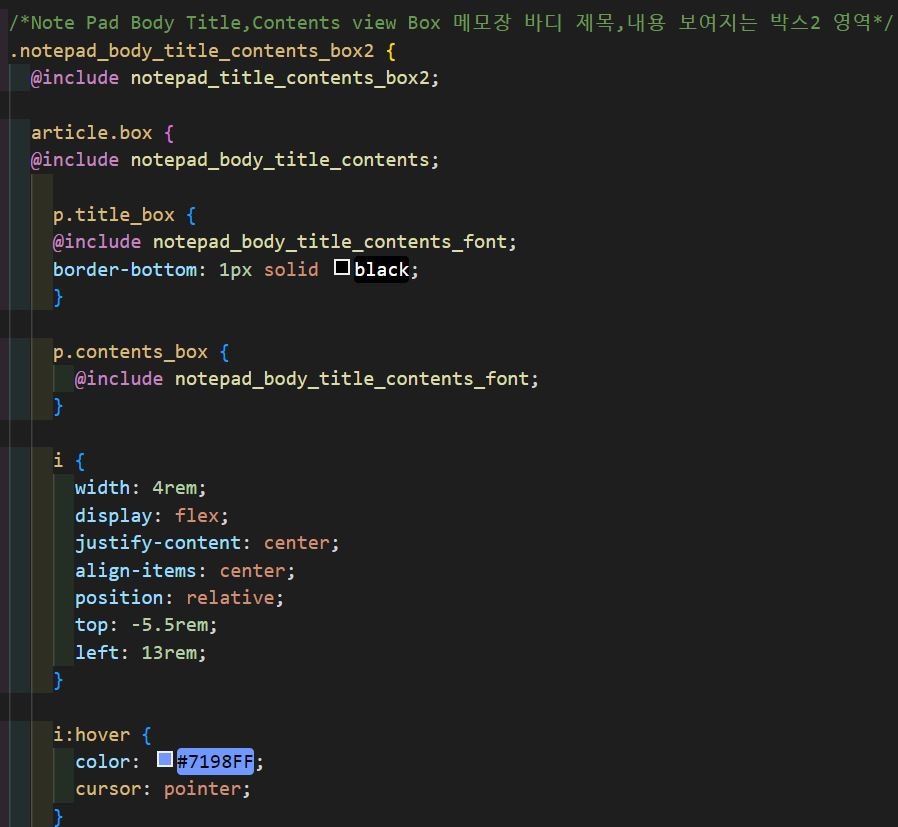 /*Note Pad Body Title,Contents view Box 메모장 바디 제목,내용 보여지는 박스2 영역*/
.notepad_body_title_contents_box2 {
@include notepad_title_contents_box2;
article.box {
@include notepad_body_title_contents;
p.title_box {
@include notepad_body_title_contents_font;
border-bottom: 1px solid black;
}
p.contents_box {
@include notepad_body_title_contents_font;
}
i {
width: 4rem;
display: flex;
justify-content: center;
align-items: center;
position: relative;
top: -5.5rem;
left: 13rem;
}
i:hover {
color: #7198FF;
cursor: pointer;
}